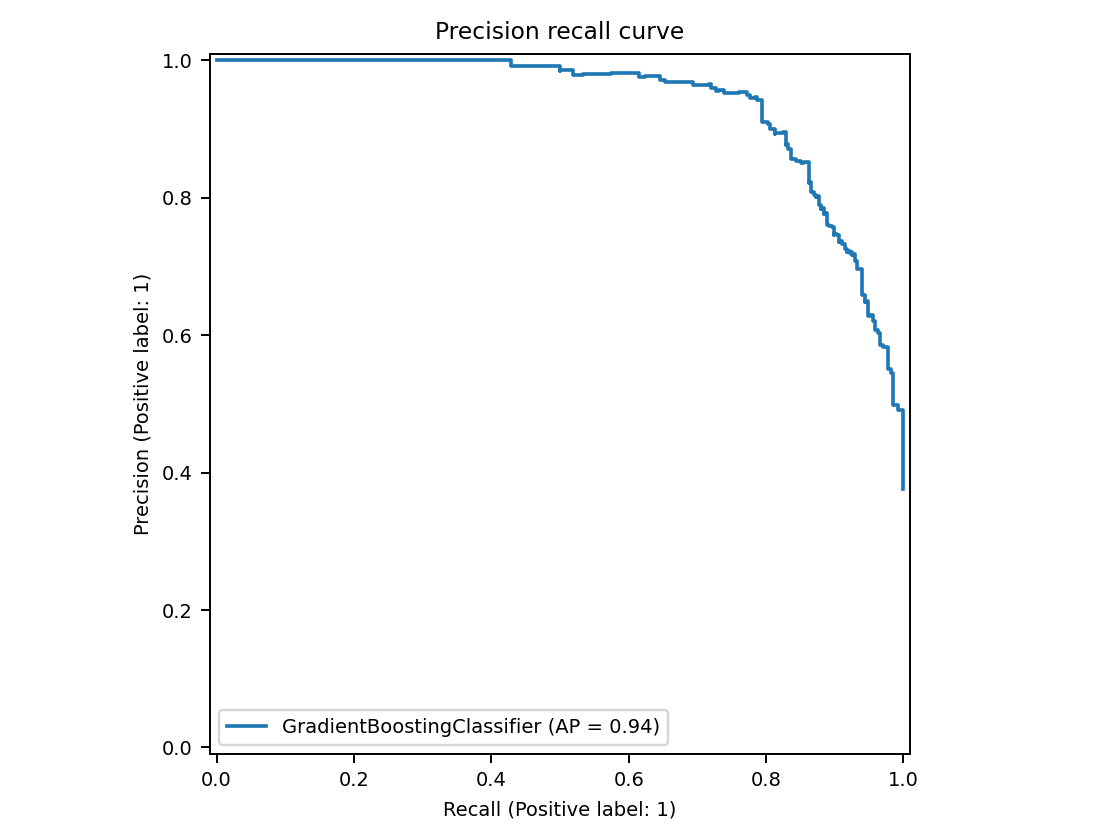 Precision recall curve
1.0
0.8
0.6
0.4
0.2
0.0
Precision (Positive label: 1)
GradientBoostingClassifier (AP = 0.94)
0.0 0.2 0.4 0.6 0.8 1.0
Recall (Positive label: 1)